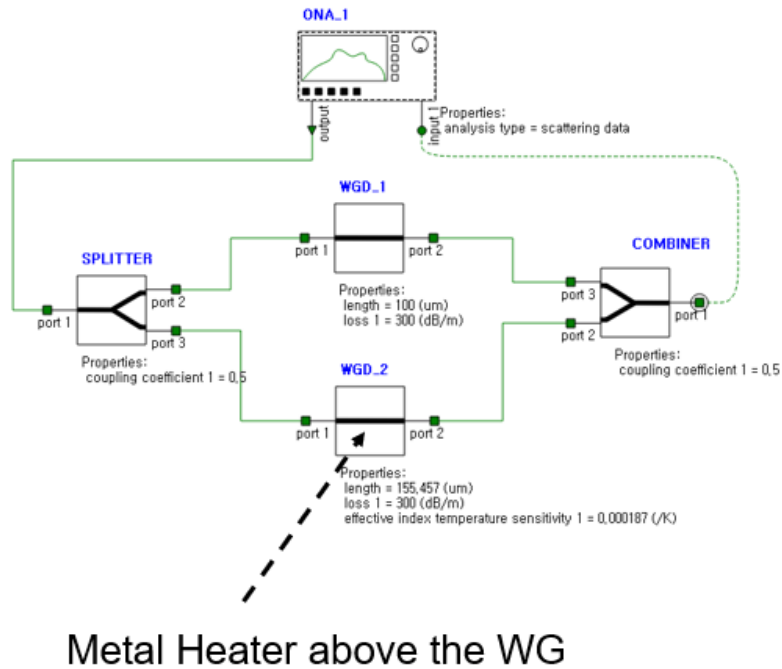 ONA_1
output
input 1
Properties:
analysis type = scattering data
WGD_1
port 1
port 2
Properties:
length = 100 (um)
loss 1 = 300 (dB/m)
SPLITTER
port 1
port 2
port 3
Properties:
coupling coefficient 1 = 0,5
COMBINER
port 3
port 2
port 1
Properties:
coupling coefficient 1 = 0,5
WGD_2
port 1
port 2
Properties:
length = 155,457 (um)
loss 1 = 300 (dB/m)
effective index temperature sensitivity 1 = 0,000187 (/K)
Metal Heater above the WG